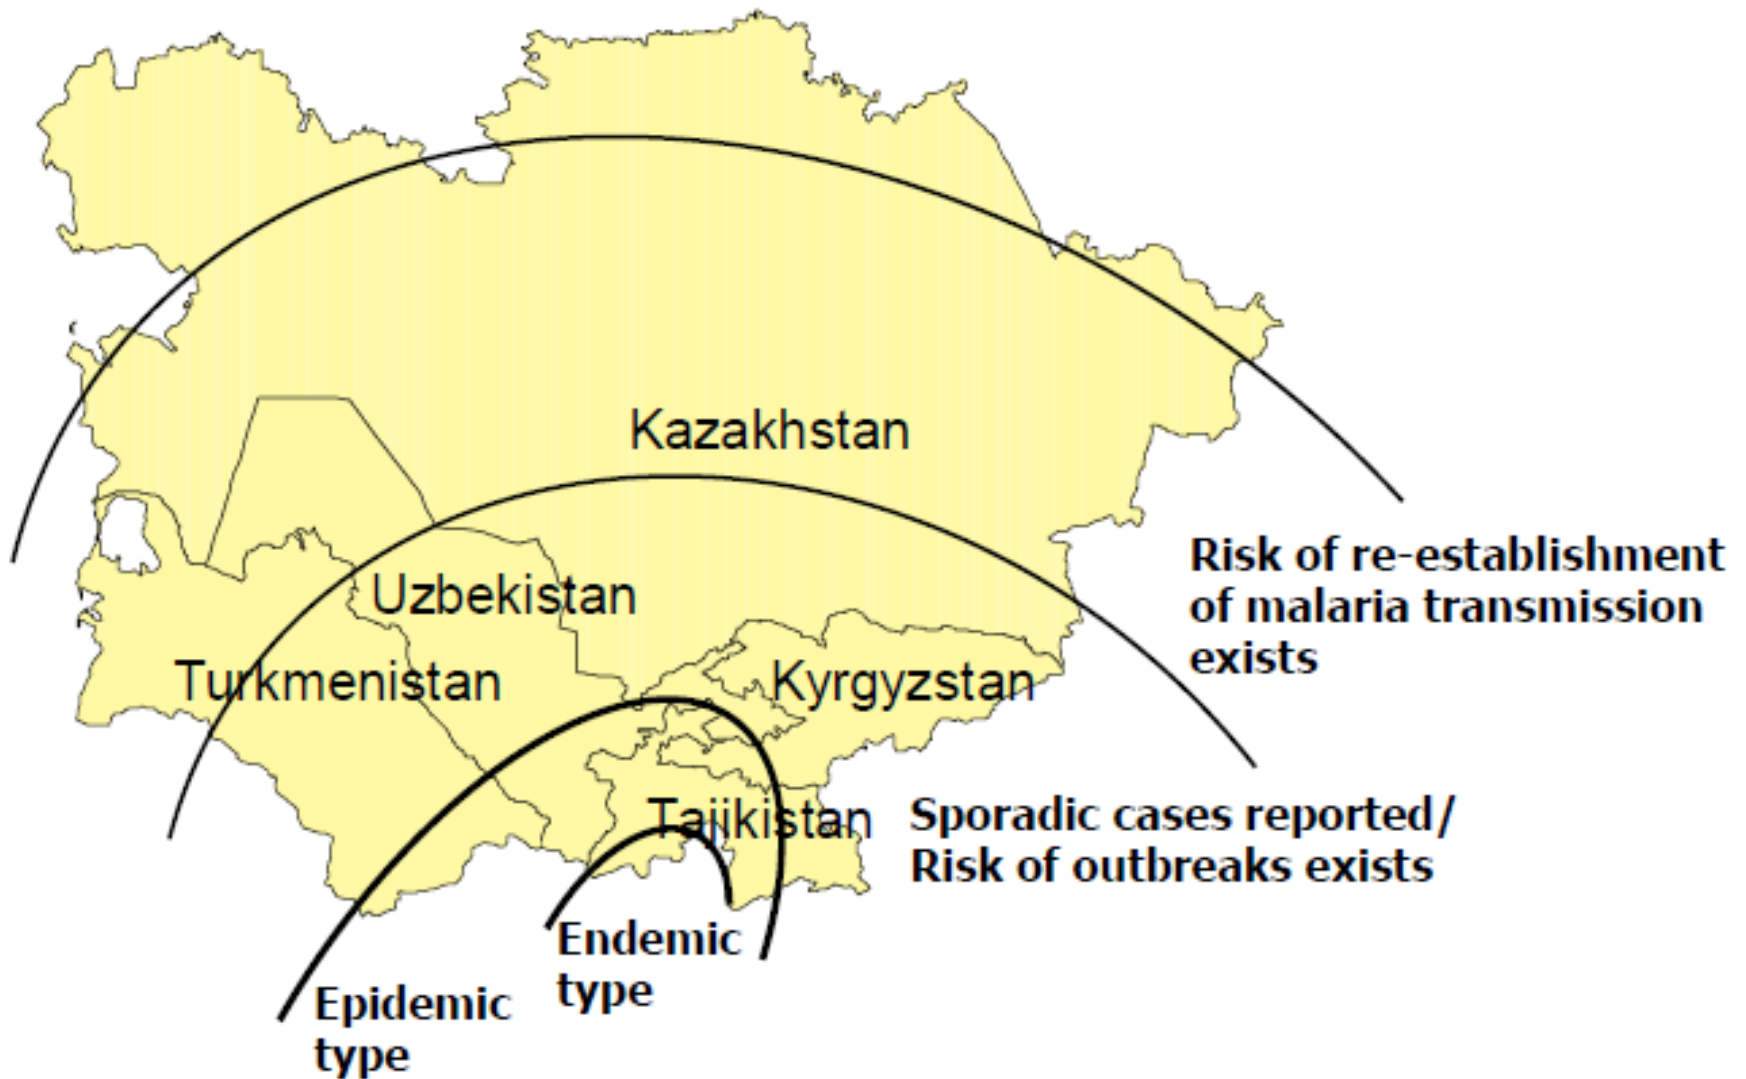 Kazakhstan
Risk of re-establishment
of malaria transmission
exists
Uzbekistan
Turkmenistan
Kyrgyzstan
Tajikistan
Sporadic cases reported/
Risk of outbreaks exists
Endemic
type
Epidemic
type